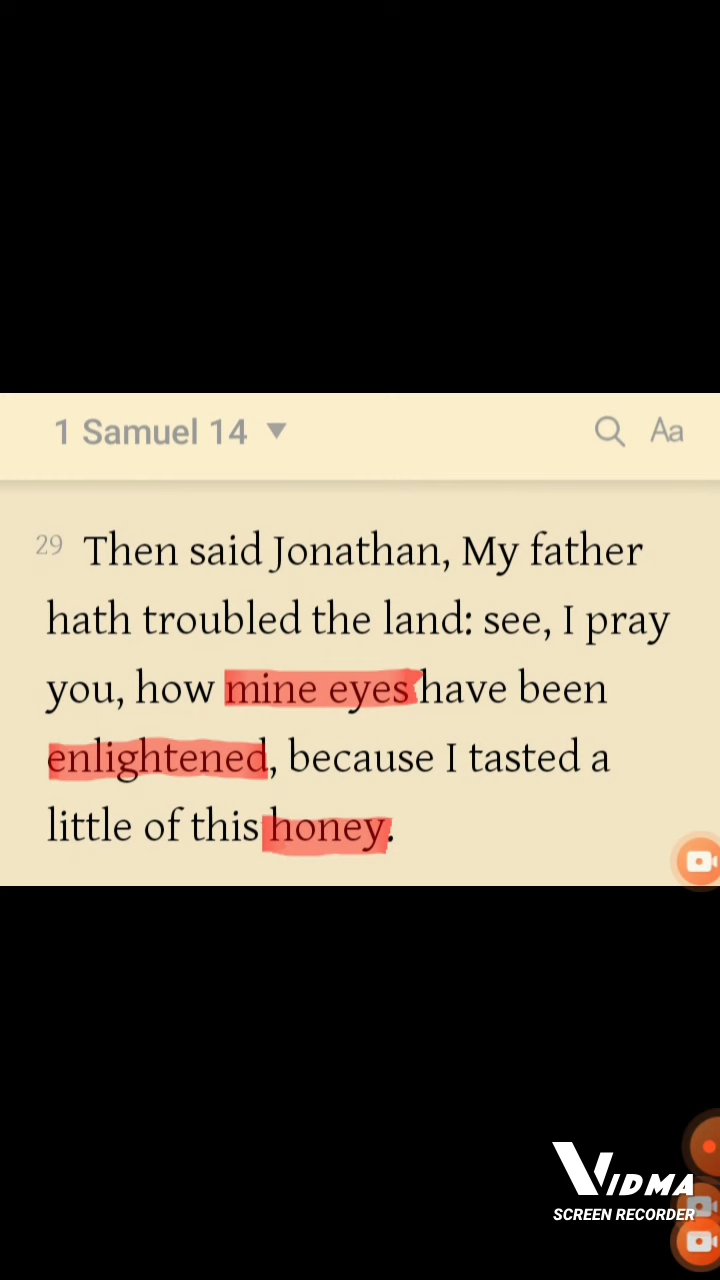 1 Samuel 14 ▼ Aa
29 Then said Jonathan, My father
hath troubled the land: see, I pray
you, how mine eyes have been
enlightened, because I tasted a
little of this honey.
VIDMA
SCREEN RECORDER